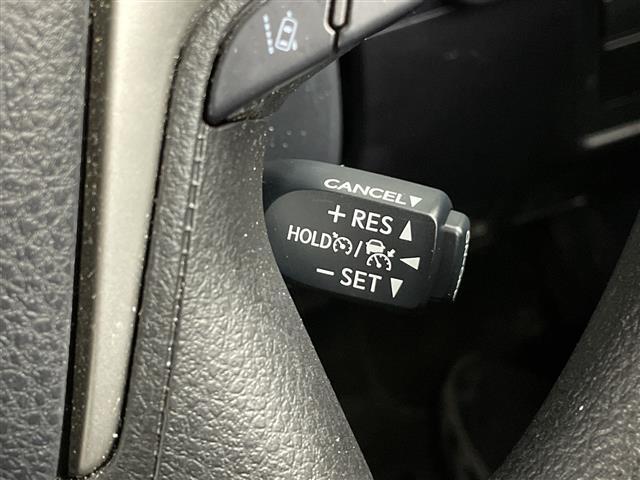 CANCEL▼
+ RES ▲
HOLD / ◀
− SET ▼